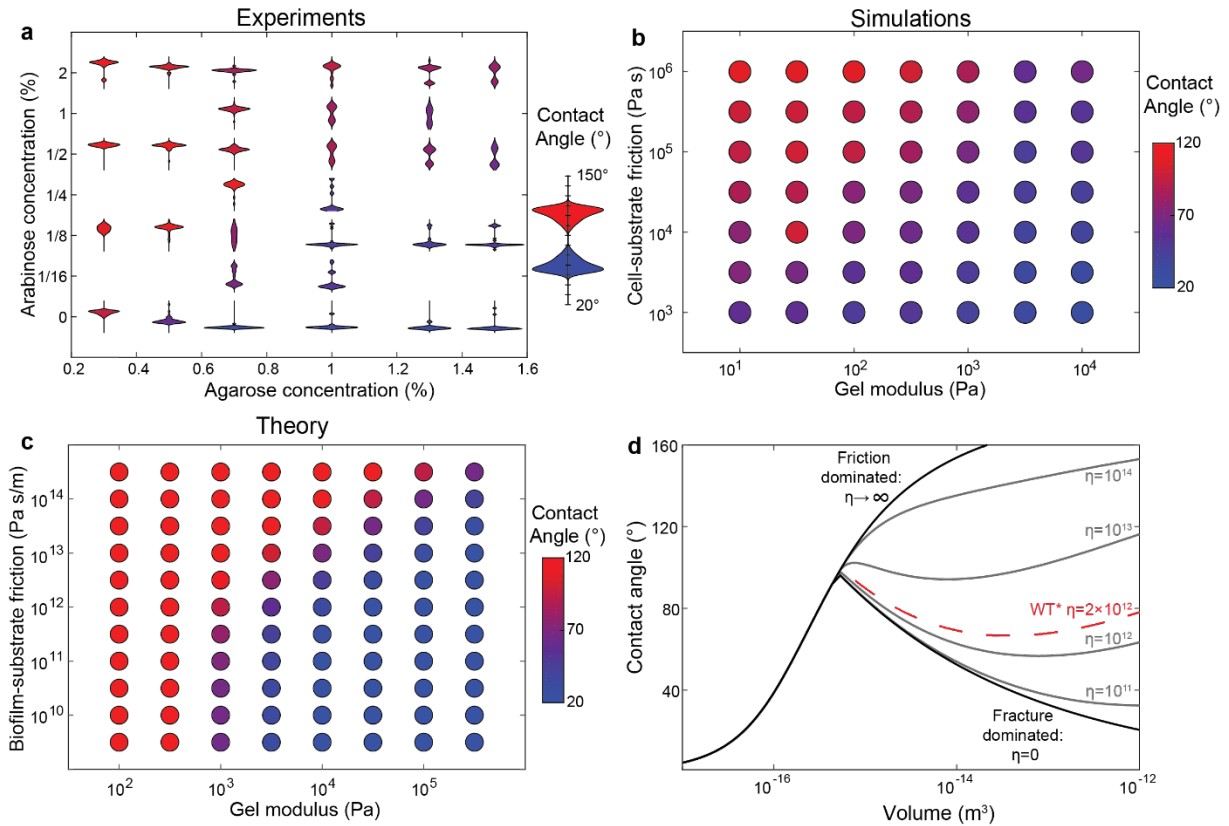 Experiments
a
Arabinose concentration (%)
2
1
1/2
1/4
1/8
1/16
0
0.2 0.4 0.6 0.8 1 1.2 1.4 1.6
Agarose concentration (%)
Contact
Angle (°)
150°
20°
Simulations
b
Cell-substrate friction (Pa s)
10⁶
10⁵
10⁴
10³
10¹ 10² 10³ 10⁴
Gel modulus (Pa)
Contact
Angle (°)
120
70
20
Theory
c
Biofilm-substrate friction (Pa s/m)
10¹⁴
10¹³
10¹²
10¹¹
10¹⁰
10² 10³ 10⁴ 10⁵
Gel modulus (Pa)
Contact
Angle (°)
120
70
20
d
Contact angle (°)
160
120
80
40
Friction
dominated:
η→∞
η=10¹⁴
η=10¹³
WT* η=2×10¹²
η=10¹²
η=10¹¹
Fracture
dominated:
η=0
10⁻¹⁶ 10⁻¹⁴ 10⁻¹²
Volume (m³)